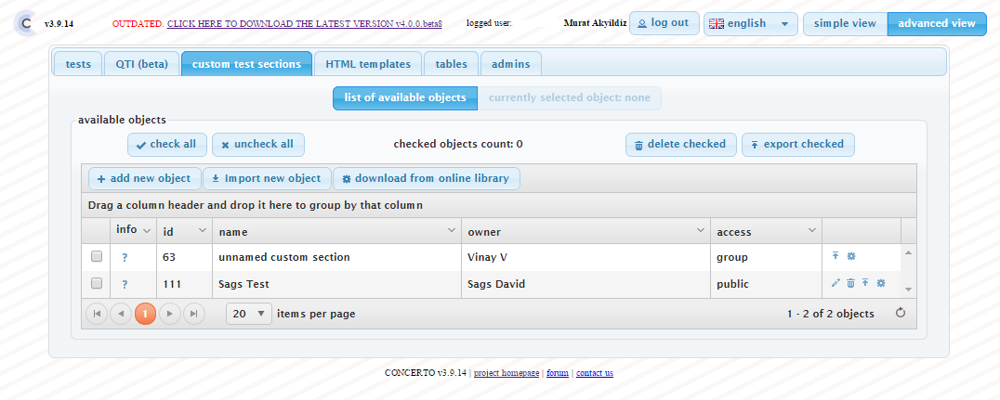 C v3.9.14 OUTDATED. CLICK HERE TO DOWNLOAD THE LATEST VERSION v4.0.0.beta8 logged user: Murat Akyildiz log out english simple view advanced view
tests QTI (beta) custom test sections HTML templates tables admins
list of available objects currently selected object: none
available objects
check all uncheck all checked objects count: 0 delete checked export checked
add new object Import new object download from online library
Drag a column header and drop it here to group by that column
info id name owner access
? 63 unnamed custom section Vinay V group
? 111 Sags Test Sags David public
1 20 items per page 1 - 2 of 2 objects
CONCERTO v3.9.14 | project homepage | forum | contact us